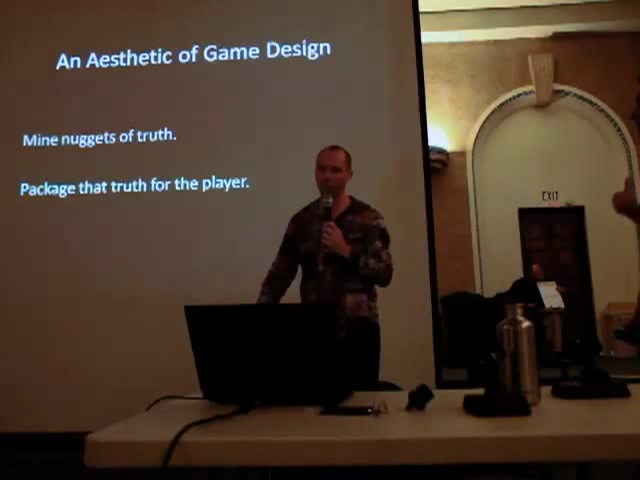 An Aesthetic of Game Design
Mine nuggets of truth.
Package that truth for the player.
EXIT